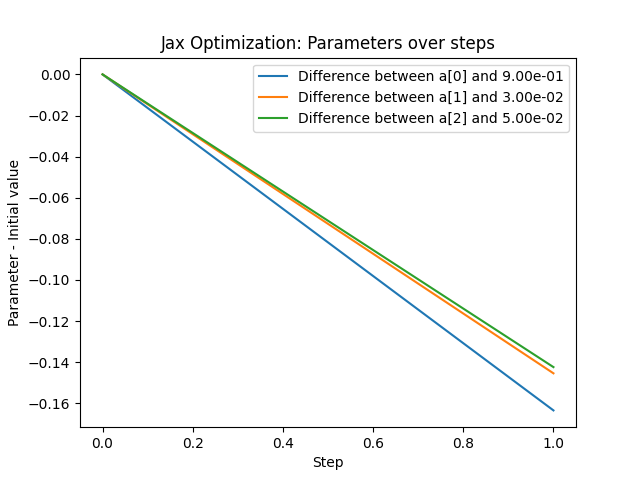 Jax Optimization: Parameters over steps
Difference between a[0] and 9.00e-01
Difference between a[1] and 3.00e-02
Difference between a[2] and 5.00e-02
Parameter - Initial value
0.00
−0.02
−0.04
−0.06
−0.08
−0.10
−0.12
−0.14
−0.16
0.0 0.2 0.4 0.6 0.8 1.0
Step